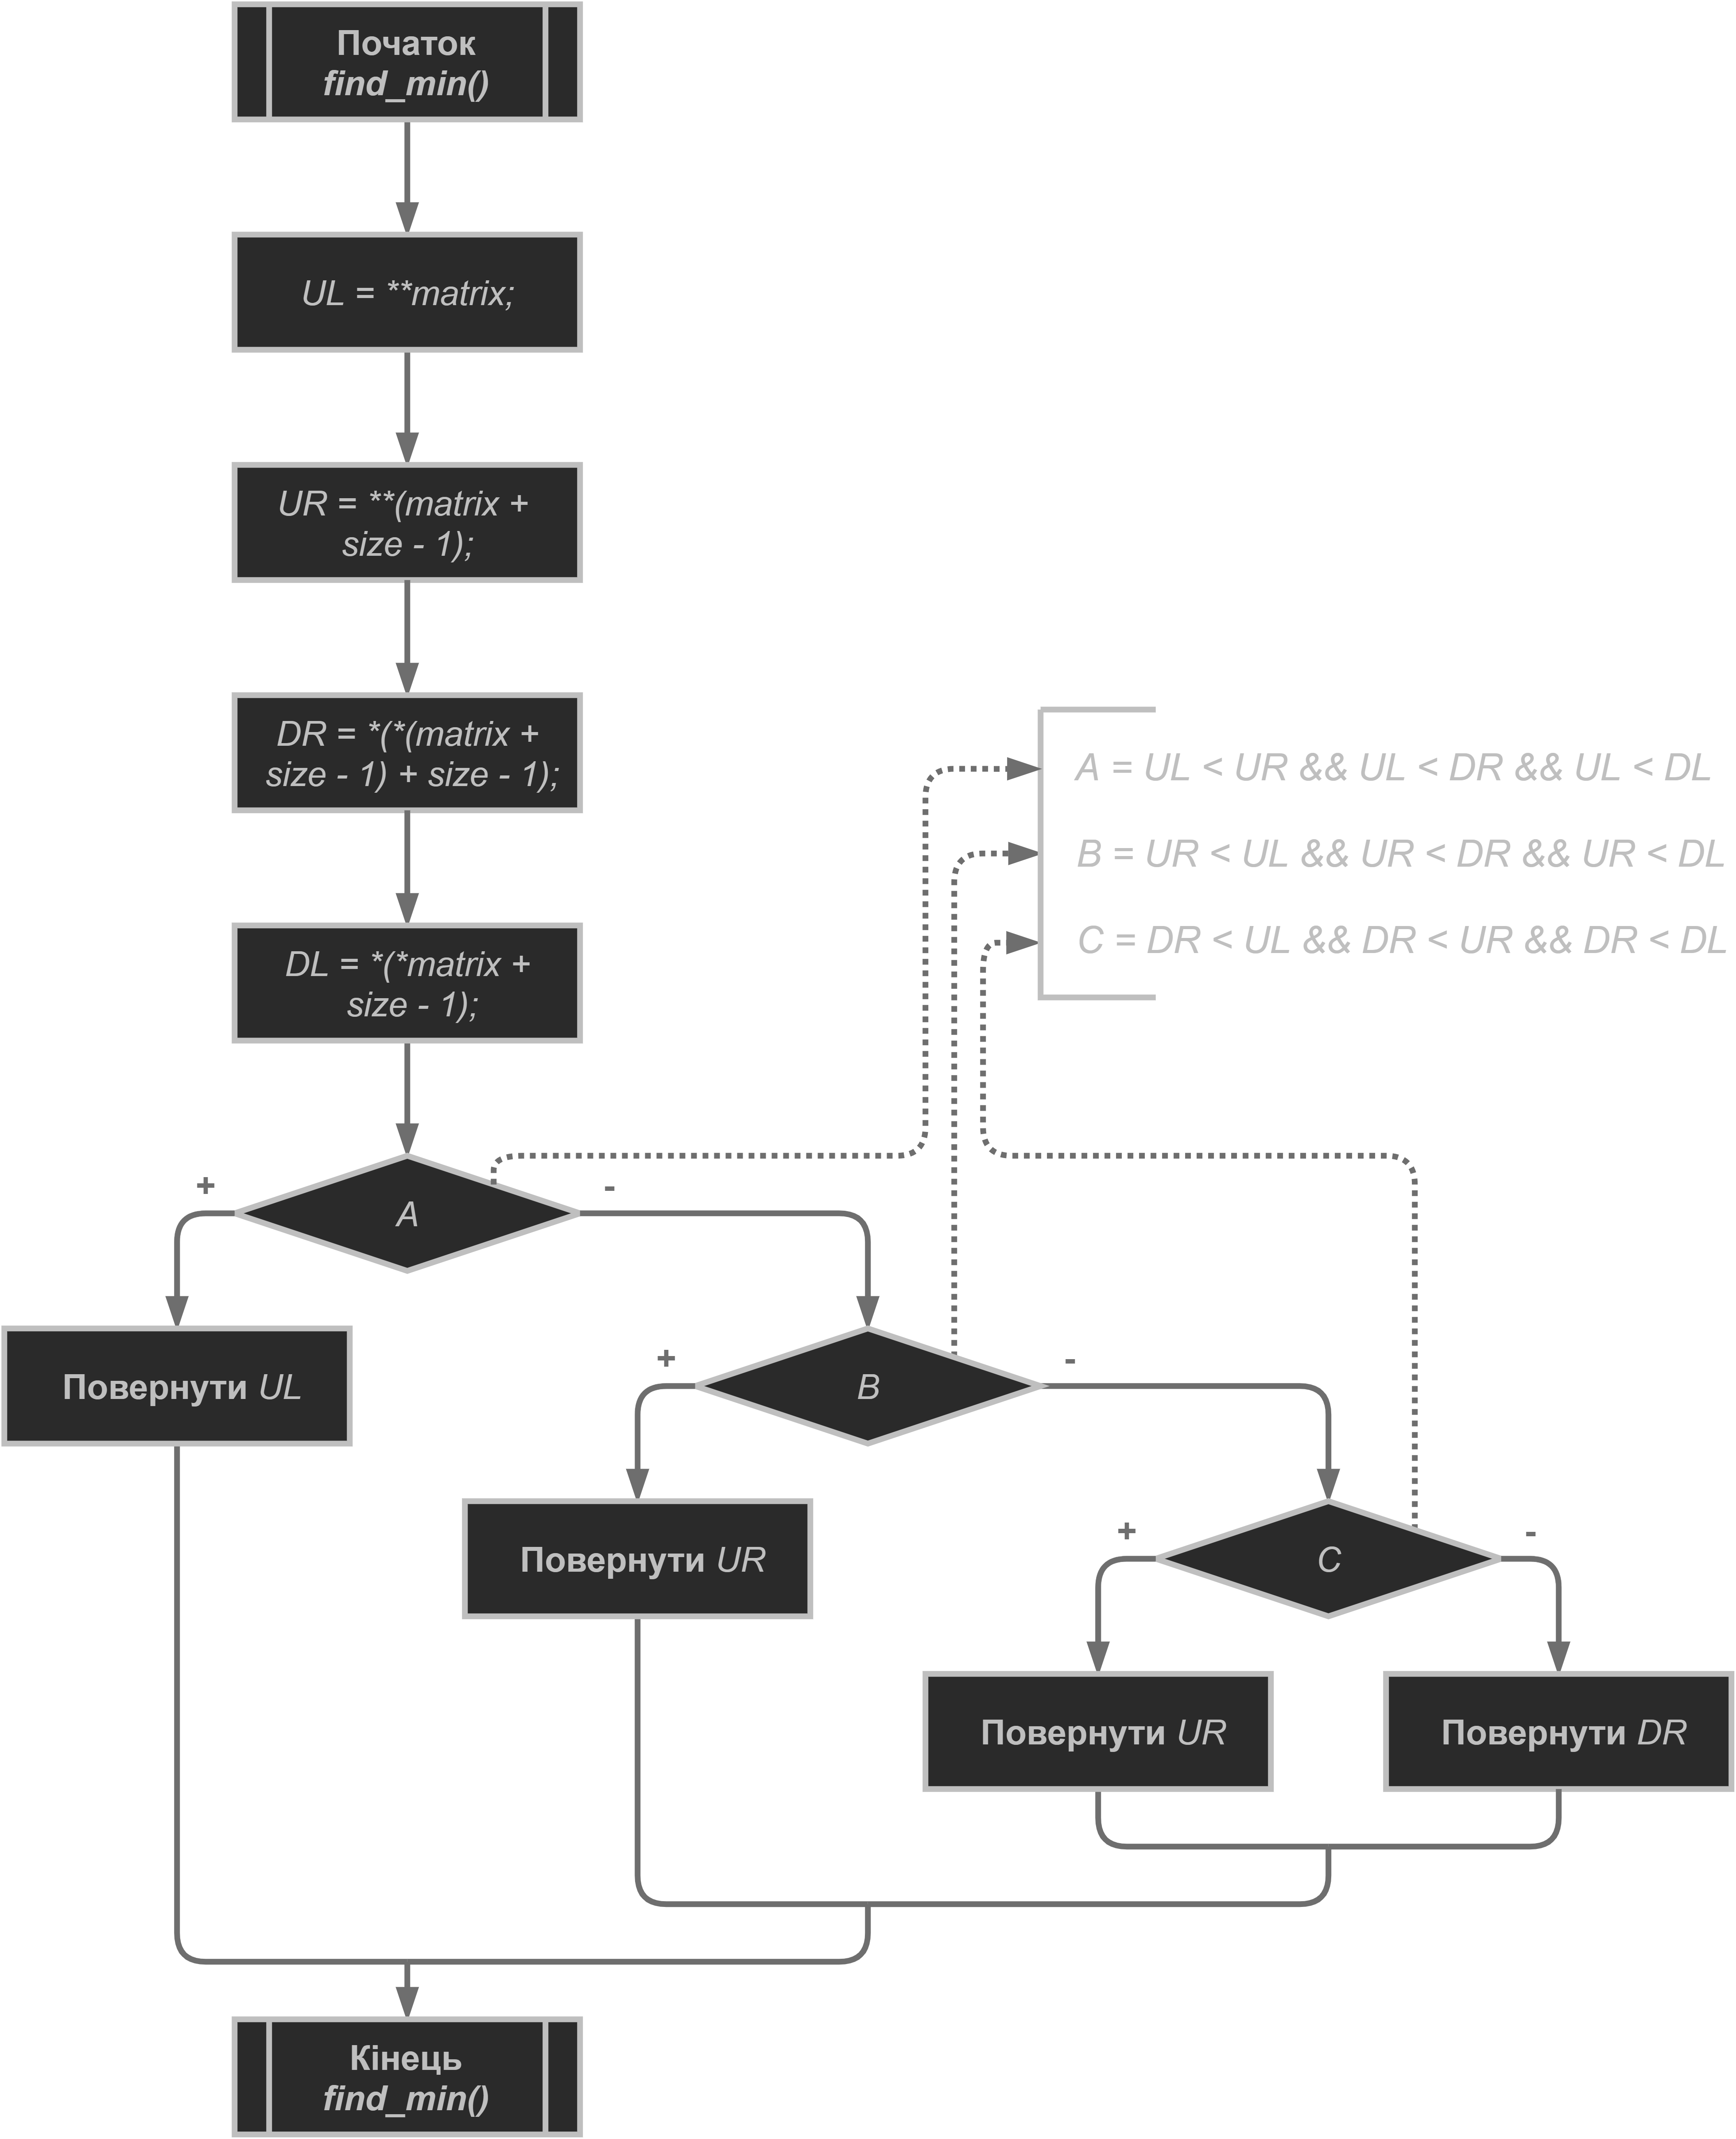 Початок
find_min()
UL = **matrix;
UR = **(matrix +
size - 1);
DR = *(*(matrix +
size - 1) + size - 1);
DL = *(*matrix +
size - 1);
A = UL < UR && UL < DR && UL < DL
B = UR < UL && UR < DR && UR < DL
C = DR < UL && DR < UR && DR < DL
+
A
-
Повернути UL
+
B
-
Повернути UR
+
C
-
Повернути UR
Повернути DR
Кінець
find_min()